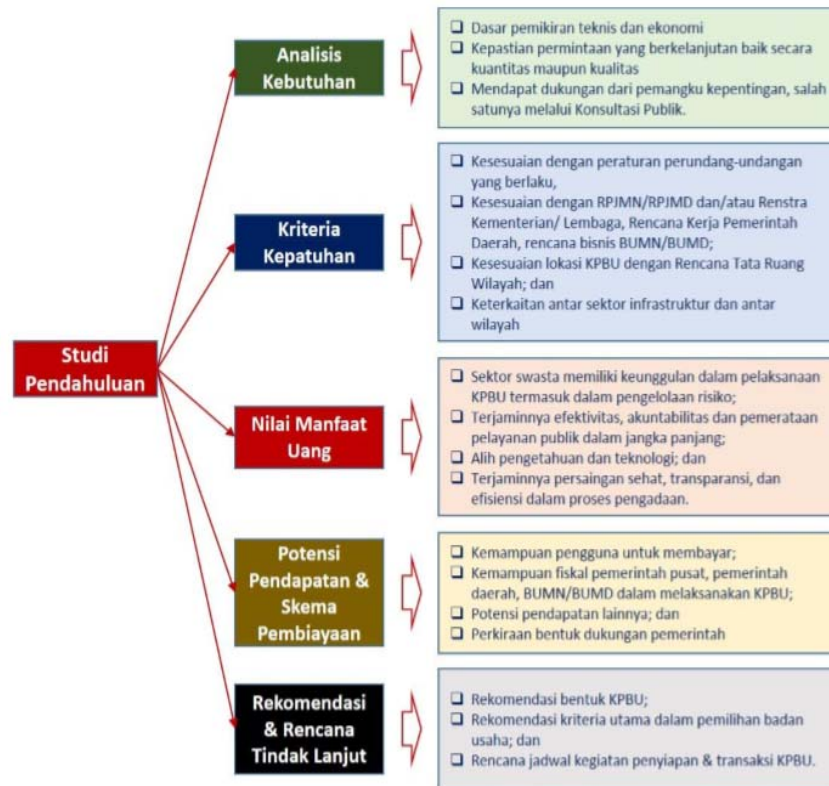 Studi
Pendahuluan
Analisis
Kebutuhan
❑ Dasar pemikiran teknis dan ekonomi
❑ Kepastian permintaan yang berkelanjutan baik secara
kuantitas maupun kualitas
❑ Mendapat dukungan dari pemangku kepentingan, salah
satunya melalui Konsultasi Publik.
Kriteria
Kepatuhan
❑ Kesesuaian dengan peraturan perundang-undangan
yang berlaku,
❑ Kesesuaian dengan RPJMN/RPJMD dan/atau Renstra
Kementerian/ Lembaga, Rencana Kerja Pemerintah
Daerah, rencana bisnis BUMN/BUMD;
❑ Kesesuaian lokasi KPBU dengan Rencana Tata Ruang
Wilayah; dan
❑ Keterkaitan antar sektor infrastruktur dan antar
wilayah
Nilai Manfaat
Uang
❑ Sektor swasta memiliki keunggulan dalam pelaksanaan
KPBU termasuk dalam pengelolaan risiko;
❑ Terjaminnya efektivitas, akuntabilitas dan pemerataan
pelayanan publik dalam jangka panjang;
❑ Alih pengetahuan dan teknologi; dan
❑ Terjaminnya persaingan sehat, transparansi, dan
efisiensi dalam proses pengadaan.
Potensi
Pendapatan &
Skema
Pembiayaan
❑ Kemampuan pengguna untuk membayar;
❑ Kemampuan fiskal pemerintah pusat, pemerintah
daerah, BUMN/BUMD dalam melaksanakan KPBU;
❑ Potensi pendapatan lainnya; dan
❑ Perkiraan bentuk dukungan pemerintah
Rekomendasi
& Rencana
Tindak Lanjut
❑ Rekomendasi bentuk KPBU;
❑ Rekomendasi kriteria utama dalam pemilihan badan
usaha; dan
❑ Rencana jadwal kegiatan penyiapan & transaksi KPBU.